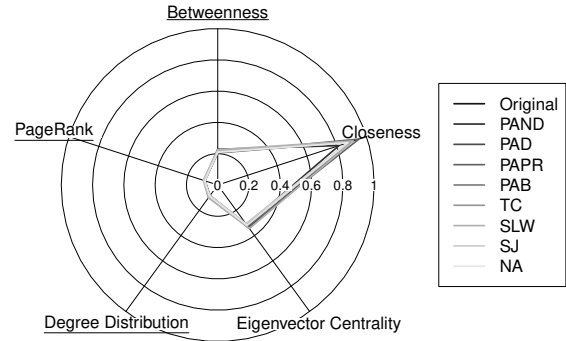 Betweenness
PageRank
Closeness
0 0.2 0.4 0.6 0.8 1
Degree Distribution
Eigenvector Centrality
Original
PAND
PAD
PAPR
PAB
TC
SLW
SJ
NA